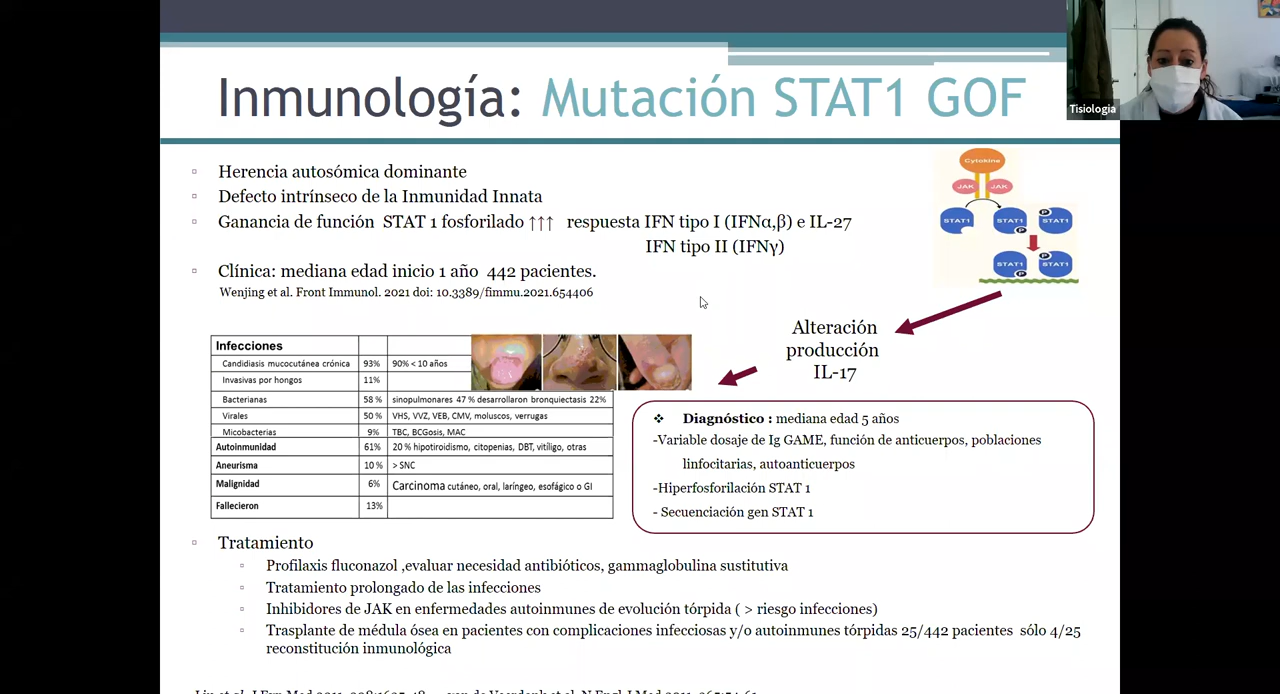 Inmunología: Mutación STAT1 GOF
Tisiologia
Herencia autosómica dominante
Defecto intrínseco de la Inmunidad Innata
Ganancia de función STAT 1 fosforilado ↑↑↑ respuesta IFN tipo I (IFNα,β) e IL-27
IFN tipo II (IFNγ)
Clínica: mediana edad inicio 1 año 442 pacientes.
Wenjing et al. Front Immunol. 2021 doi: 10.3389/fimmu.2021.654406
Cytokine
JAK JAK
STAT1 STAT1 P STAT1 P
STAT1 P STAT1 P
Alteración
producción
IL-17
Infecciones
Candidiasis mucocutánea crónica 93% 90% < 10 años
Invasivas por hongos 11%
Bacterianas 58 % sinopulmonares 47 % desarrollaron bronquiectasis 22%
Virales 50 % VHS, VVZ, VEB, CMV, moluscos, verrugas
Micobacterias 9% TBC, BCGosis, MAC
Autoinmunidad 61% 20 % hipotiroidismo, citopenias, DBT, vitíligo, otras
Aneurisma 10 % > SNC
Malignidad 6% Carcinoma cutáneo, oral, laríngeo, esofágico o GI
Fallecieron 13%
❖ Diagnóstico : mediana edad 5 años
-Variable dosaje de Ig GAME, función de anticuerpos, poblaciones
linfocitarias, autoanticuerpos
-Hiperfosforilación STAT 1
- Secuenciación gen STAT 1
Tratamiento
Profilaxis fluconazol ,evaluar necesidad antibióticos, gammaglobulina sustitutiva
Tratamiento prolongado de las infecciones
Inhibidores de JAK en enfermedades autoinmunes de evolución tórpida ( > riesgo infecciones)
Trasplante de médula ósea en pacientes con complicaciones infecciosas y/o autoinmunes tórpidas 25/442 pacientes sólo 4/25
reconstitución inmunológica